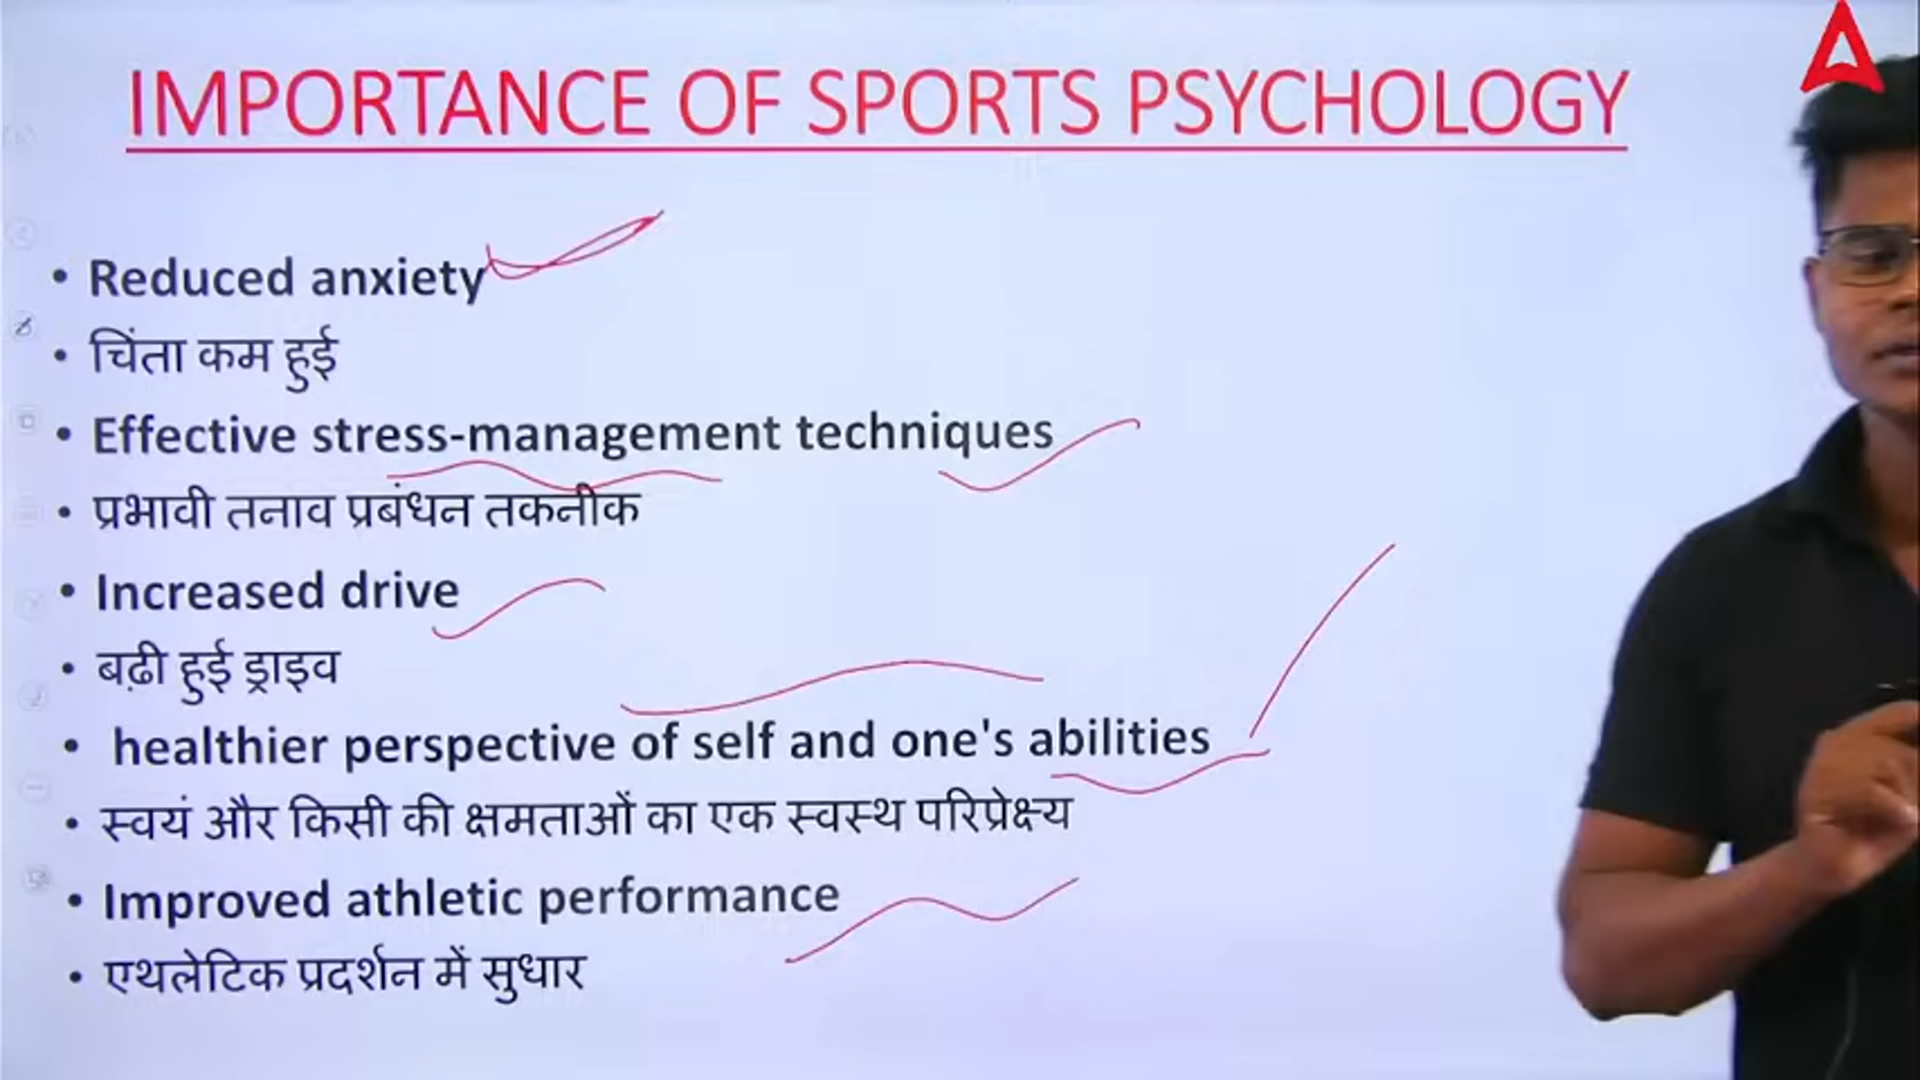 IMPORTANCE OF SPORTS PSYCHOLOGY
• Reduced anxiety
• चिंता कम हुई
• Effective stress-management techniques
• प्रभावी तनाव प्रबंधन तकनीक
• Increased drive
• बढ़ी हुई ड्राइव
• healthier perspective of self and one's abilities
• स्वयं और किसी की क्षमताओं का एक स्वस्थ परिप्रेक्ष्य
• Improved athletic performance
• एथलेटिक प्रदर्शन में सुधार